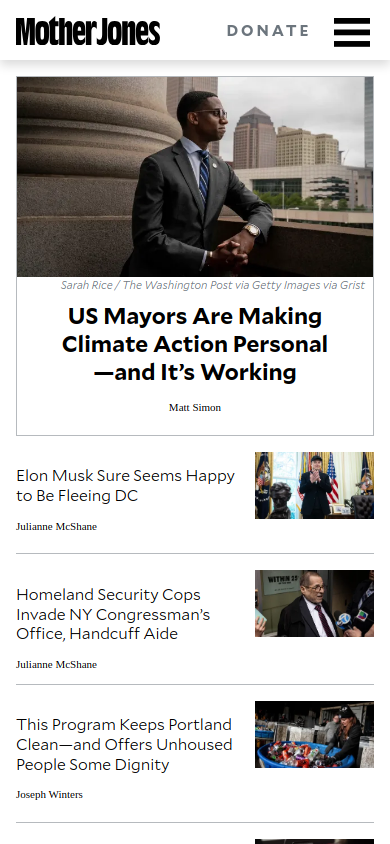 Mother Jones
DONATE
Sarah Rice / The Washington Post via Getty Images via Grist
US Mayors Are Making
Climate Action Personal
—and It’s Working
Matt Simon
Elon Musk Sure Seems Happy
to Be Fleeing DC
Julianne McShane
Homeland Security Cops
Invade NY Congressman’s
Office, Handcuff Aide
Julianne McShane
This Program Keeps Portland
Clean—and Offers Unhoused
People Some Dignity
Joseph Winters